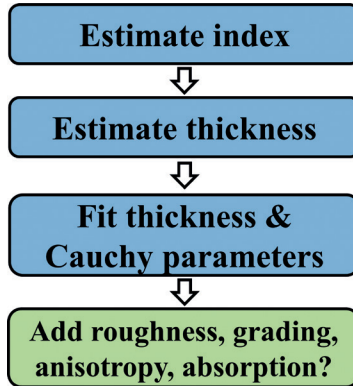 Estimate index
Estimate thickness
Fit thickness &
Cauchy parameters
Add roughness, grading,
anisotropy, absorption?